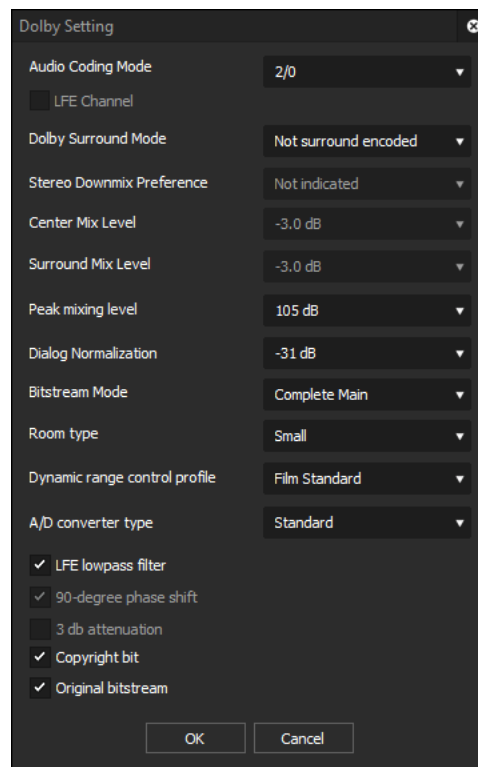 Dolby Setting
Audio Coding Mode 2/0
LFE Channel
Dolby Surround Mode Not surround encoded
Stereo Downmix Preference Not indicated
Center Mix Level -3.0 dB
Surround Mix Level -3.0 dB
Peak mixing level 105 dB
Dialog Normalization -31 dB
Bitstream Mode Complete Main
Room type Small
Dynamic range control profile Film Standard
A/D converter type Standard
LFE lowpass filter
90-degree phase shift
3 db attenuation
Copyright bit
Original bitstream
OK Cancel